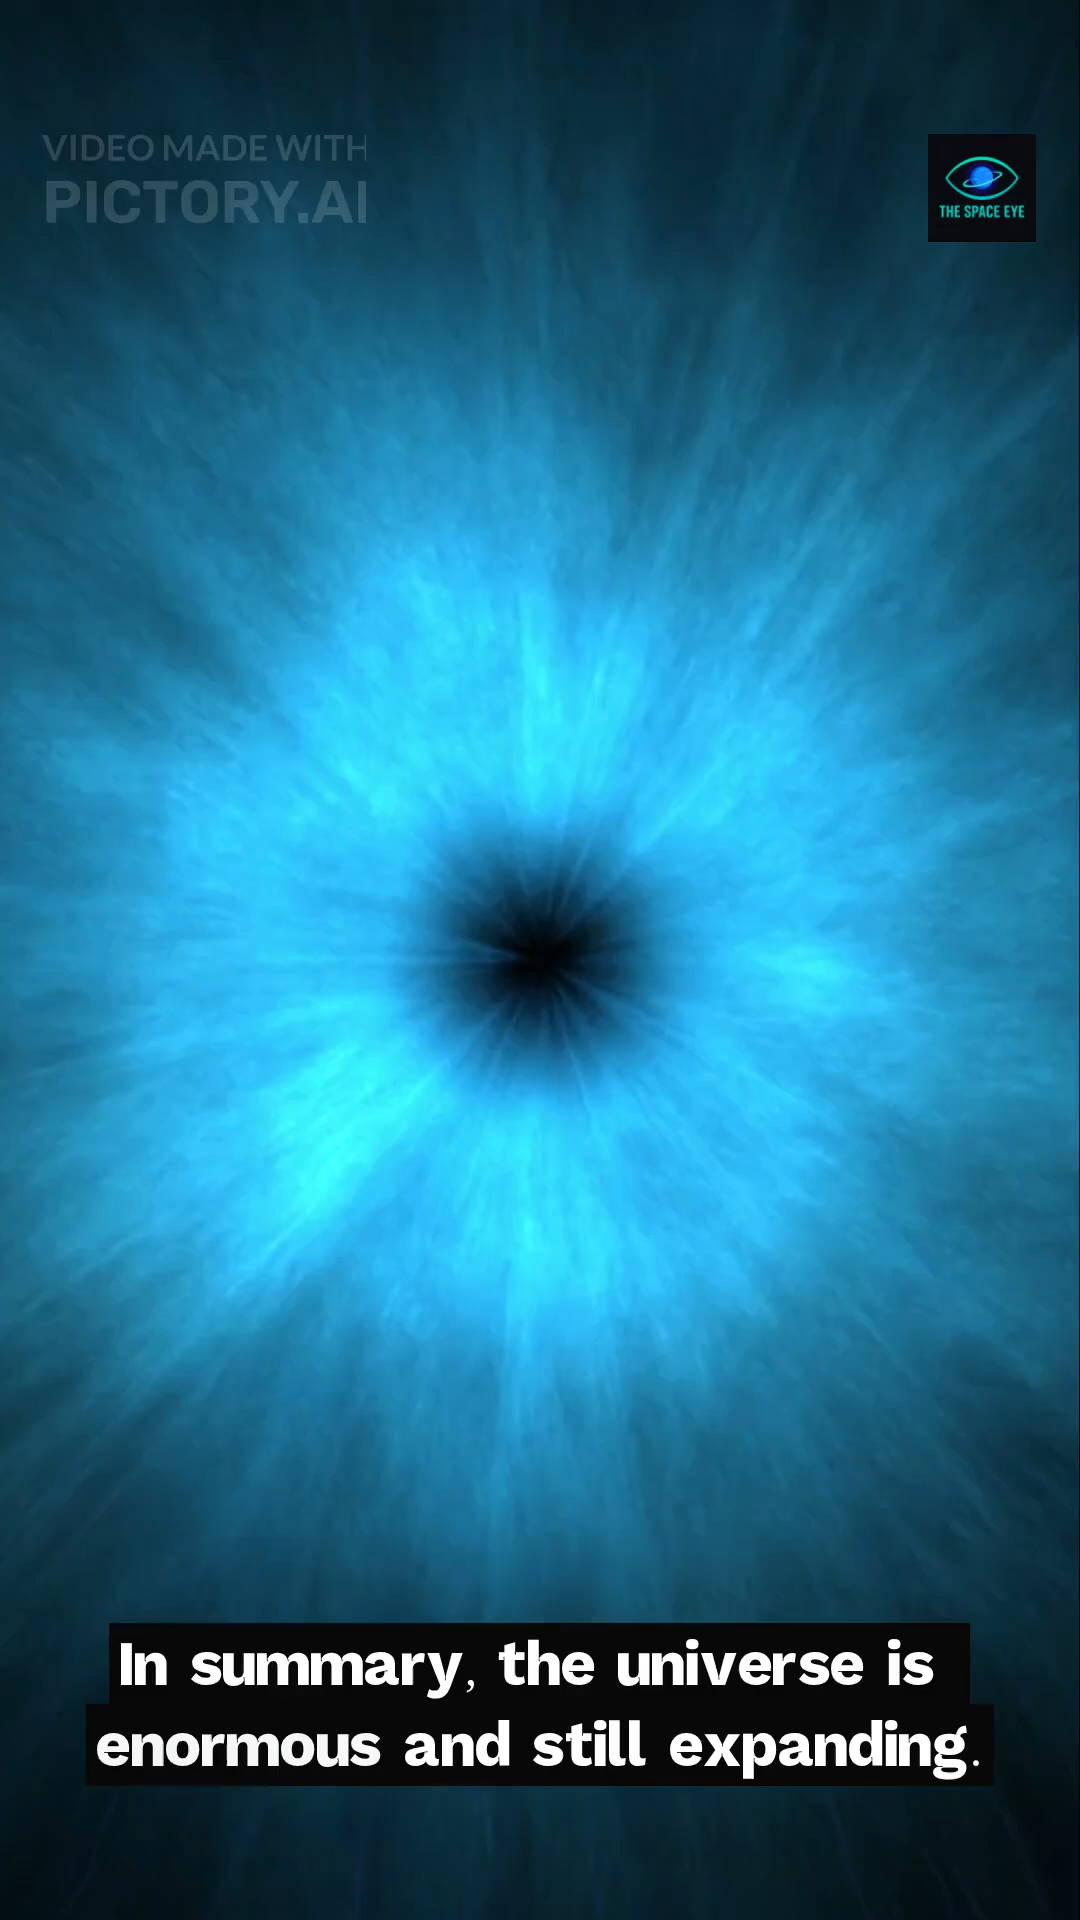 VIDEO MADE WITH
PICTORY.AI
THE SPACE EYE
In summary, the universe is
enormous and still expanding.